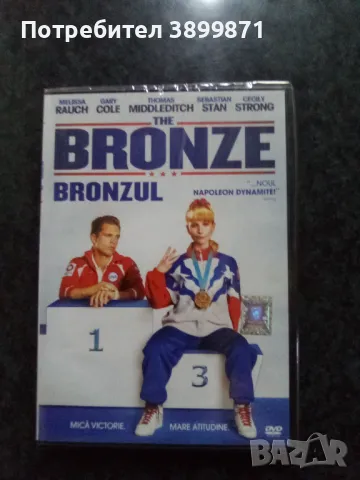 Потребител 3899871
MELISSA RAUCH GARY COLE THOMAS MIDDLEDITCH SEBASTIAN STAN CECILY STRONG
THE
BRONZE
BRONZUL
"...NOUL
NAPOLEON DYNAMITE!"
1
3
MICĂ VICTORIE. MARE ATITUDINE.
DVD
BAZAR